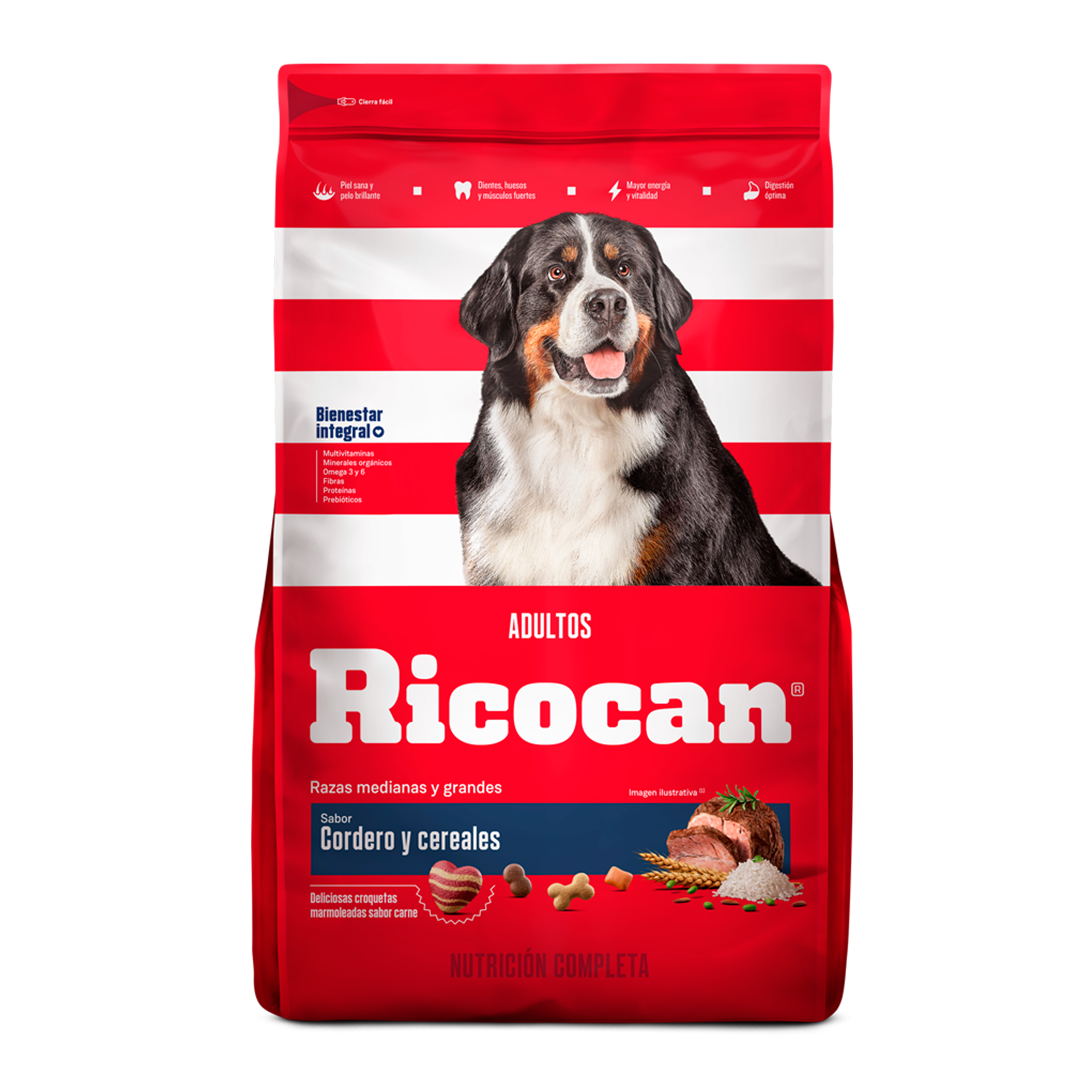 Cierra fácil
Piel sana y
pelo brillante
Dientes, huesos
y músculos fuertes
Mayor energía
y vitalidad
Digestión
óptima
Bienestar
integral
Multivitaminas
Minerales orgánicos
Omega 3 y 6
Fibras
Proteínas
Prebióticos
ADULTOS
Ricocan®
Razas medianas y grandes
Imagen ilustrativa (1)
Sabor
Cordero y cereales
Deliciosas croquetas
marmoleadas sabor carne
NUTRICIÓN COMPLETA